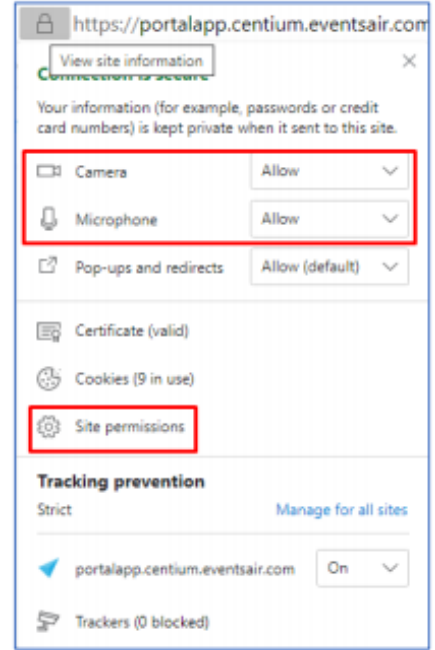 https://portalapp.centium.eventsair.com
View site information
Connection is secure
Your information (for example, passwords or credit
card numbers) is kept private when it sent to this site.
Camera Allow
Microphone Allow
Pop-ups and redirects Allow (default)
Certificate (valid)
Cookies (9 in use)
Site permissions
Tracking prevention
Strict Manage for all sites
portalapp.centium.eventsair.com On
Trackers (0 blocked)